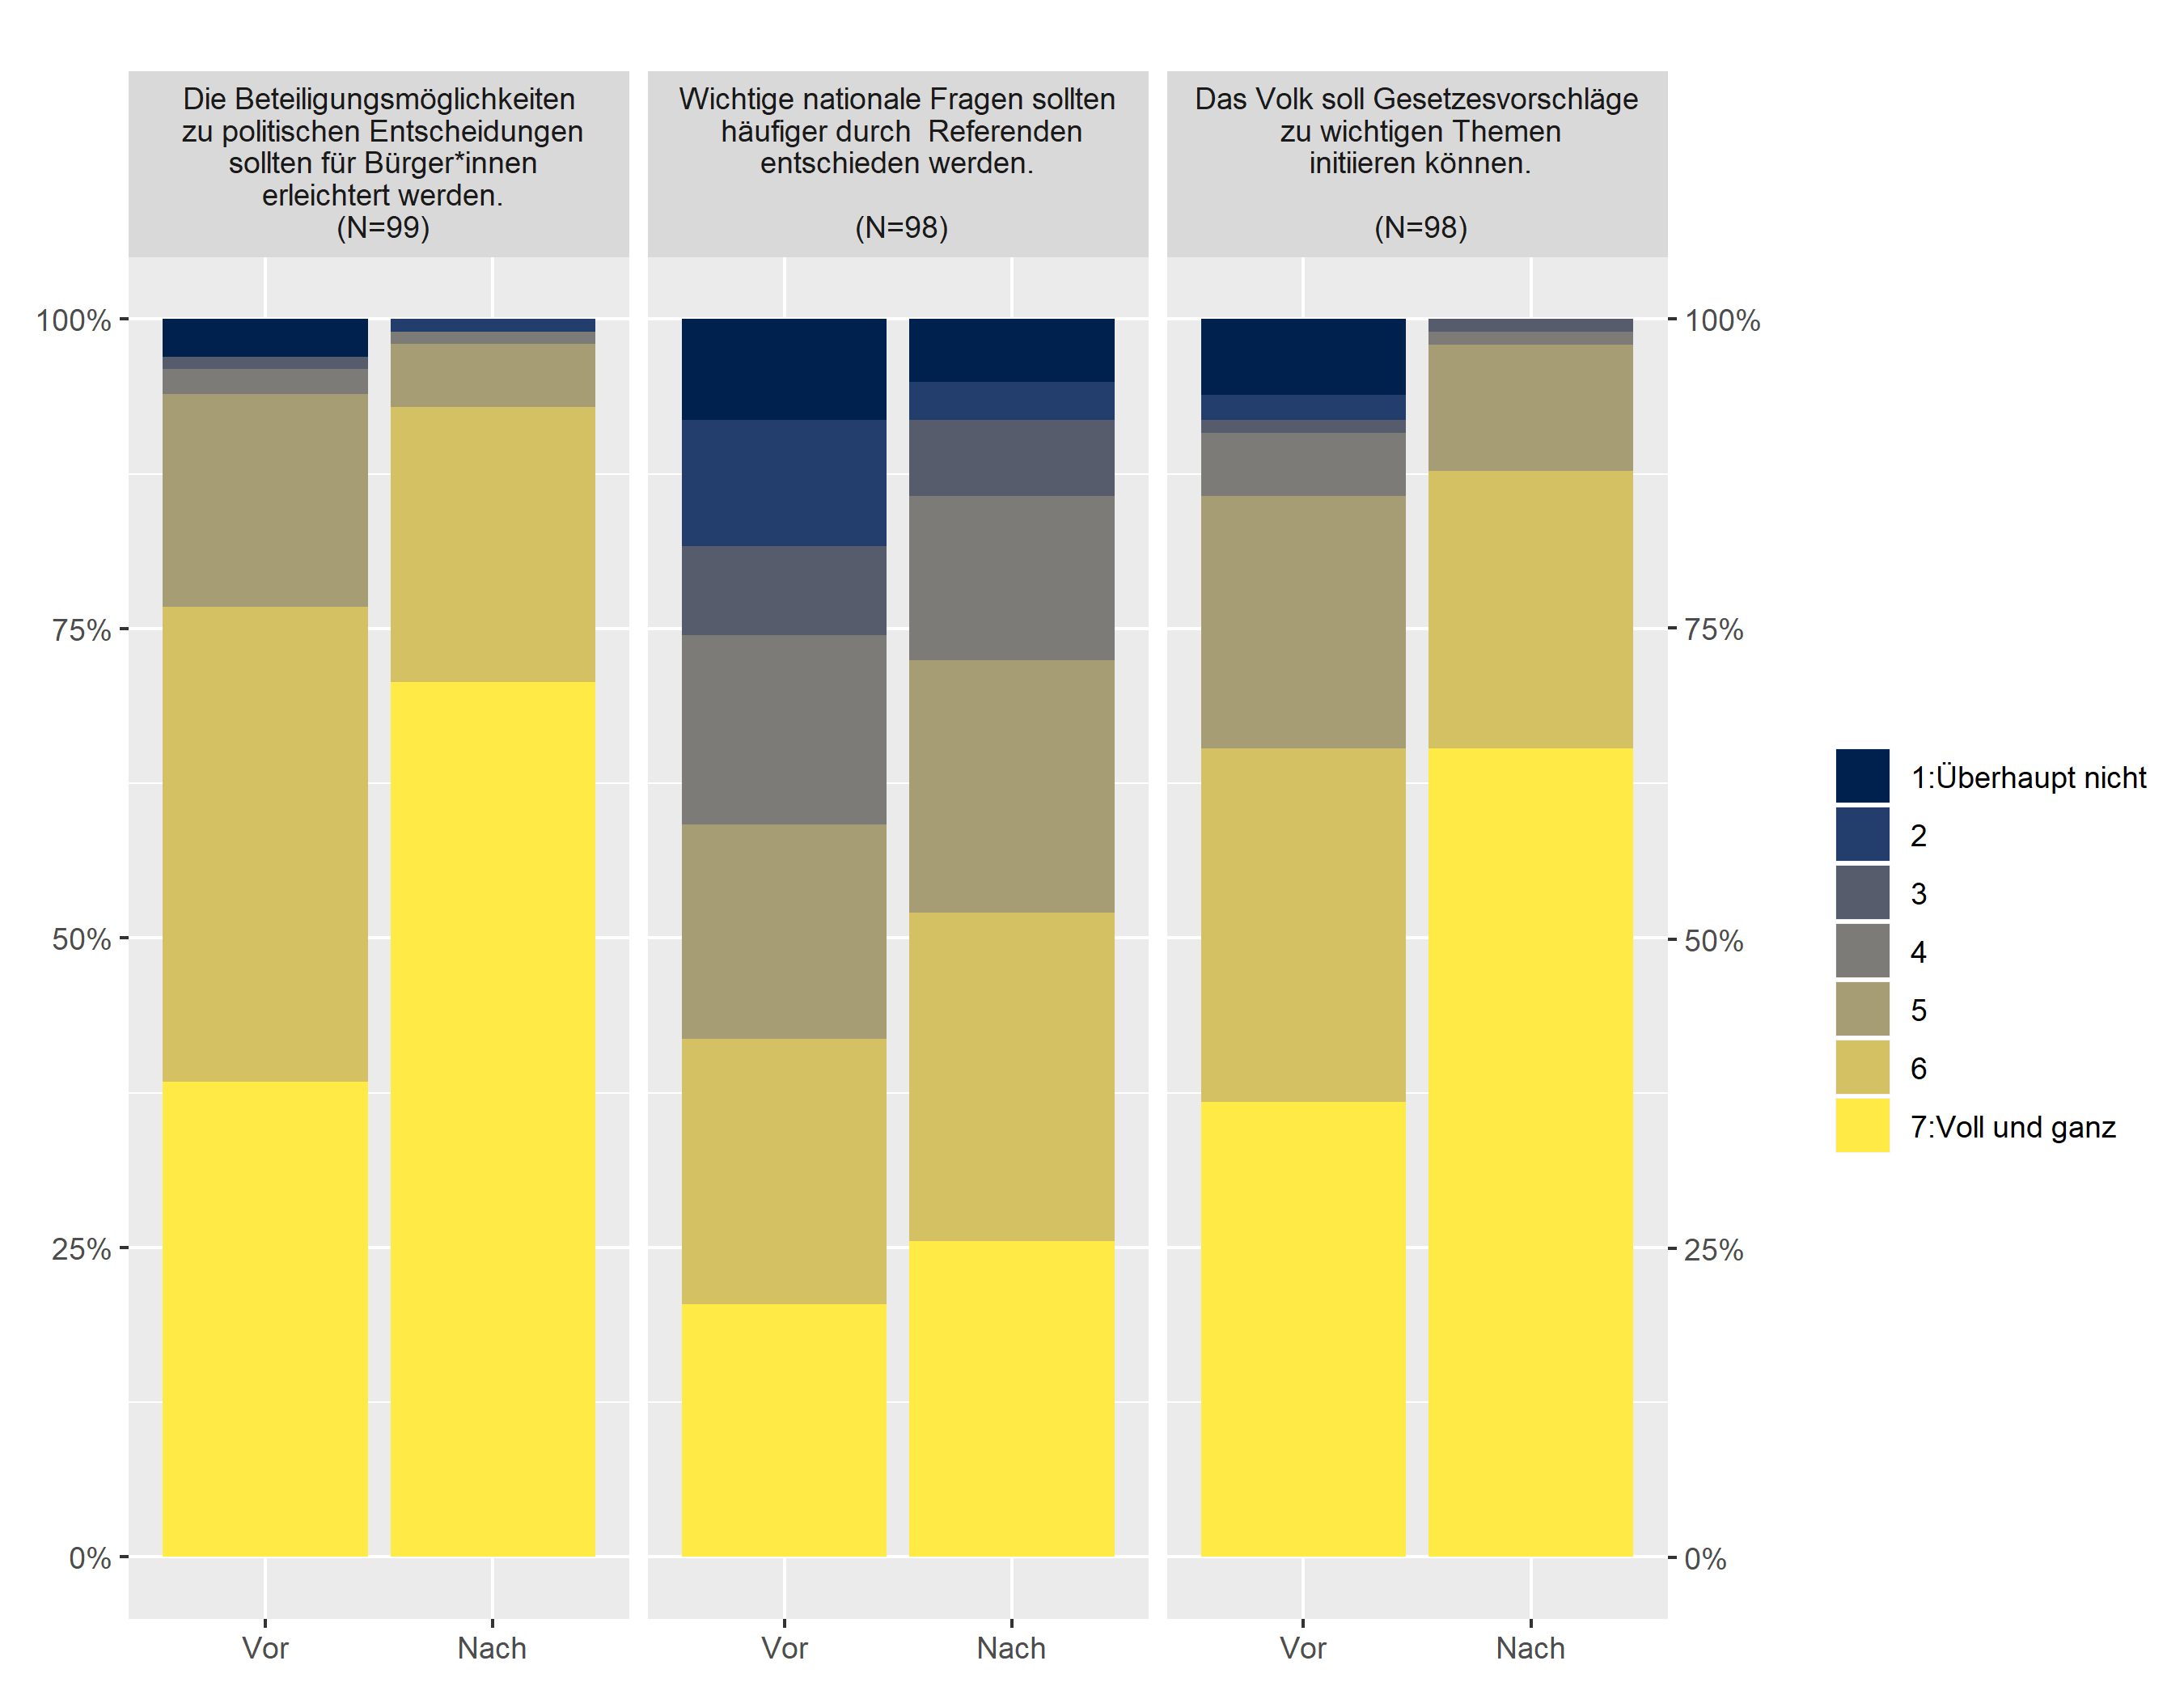 Die Beteiligungsmöglichkeiten
zu politischen Entscheidungen
sollten für Bürger*innen
erleichtert werden.
(N=99)
Wichtige nationale Fragen sollten
häufiger durch  Referenden
entschieden werden.
(N=98)
Das Volk soll Gesetzesvorschläge
zu wichtigen Themen
initiieren können.
(N=98)
100%
75%
50%
25%
0%
100%
75%
50%
25%
0%
Vor
Nach
Vor
Nach
Vor
Nach
1:Überhaupt nicht
2
3
4
5
6
7:Voll und ganz